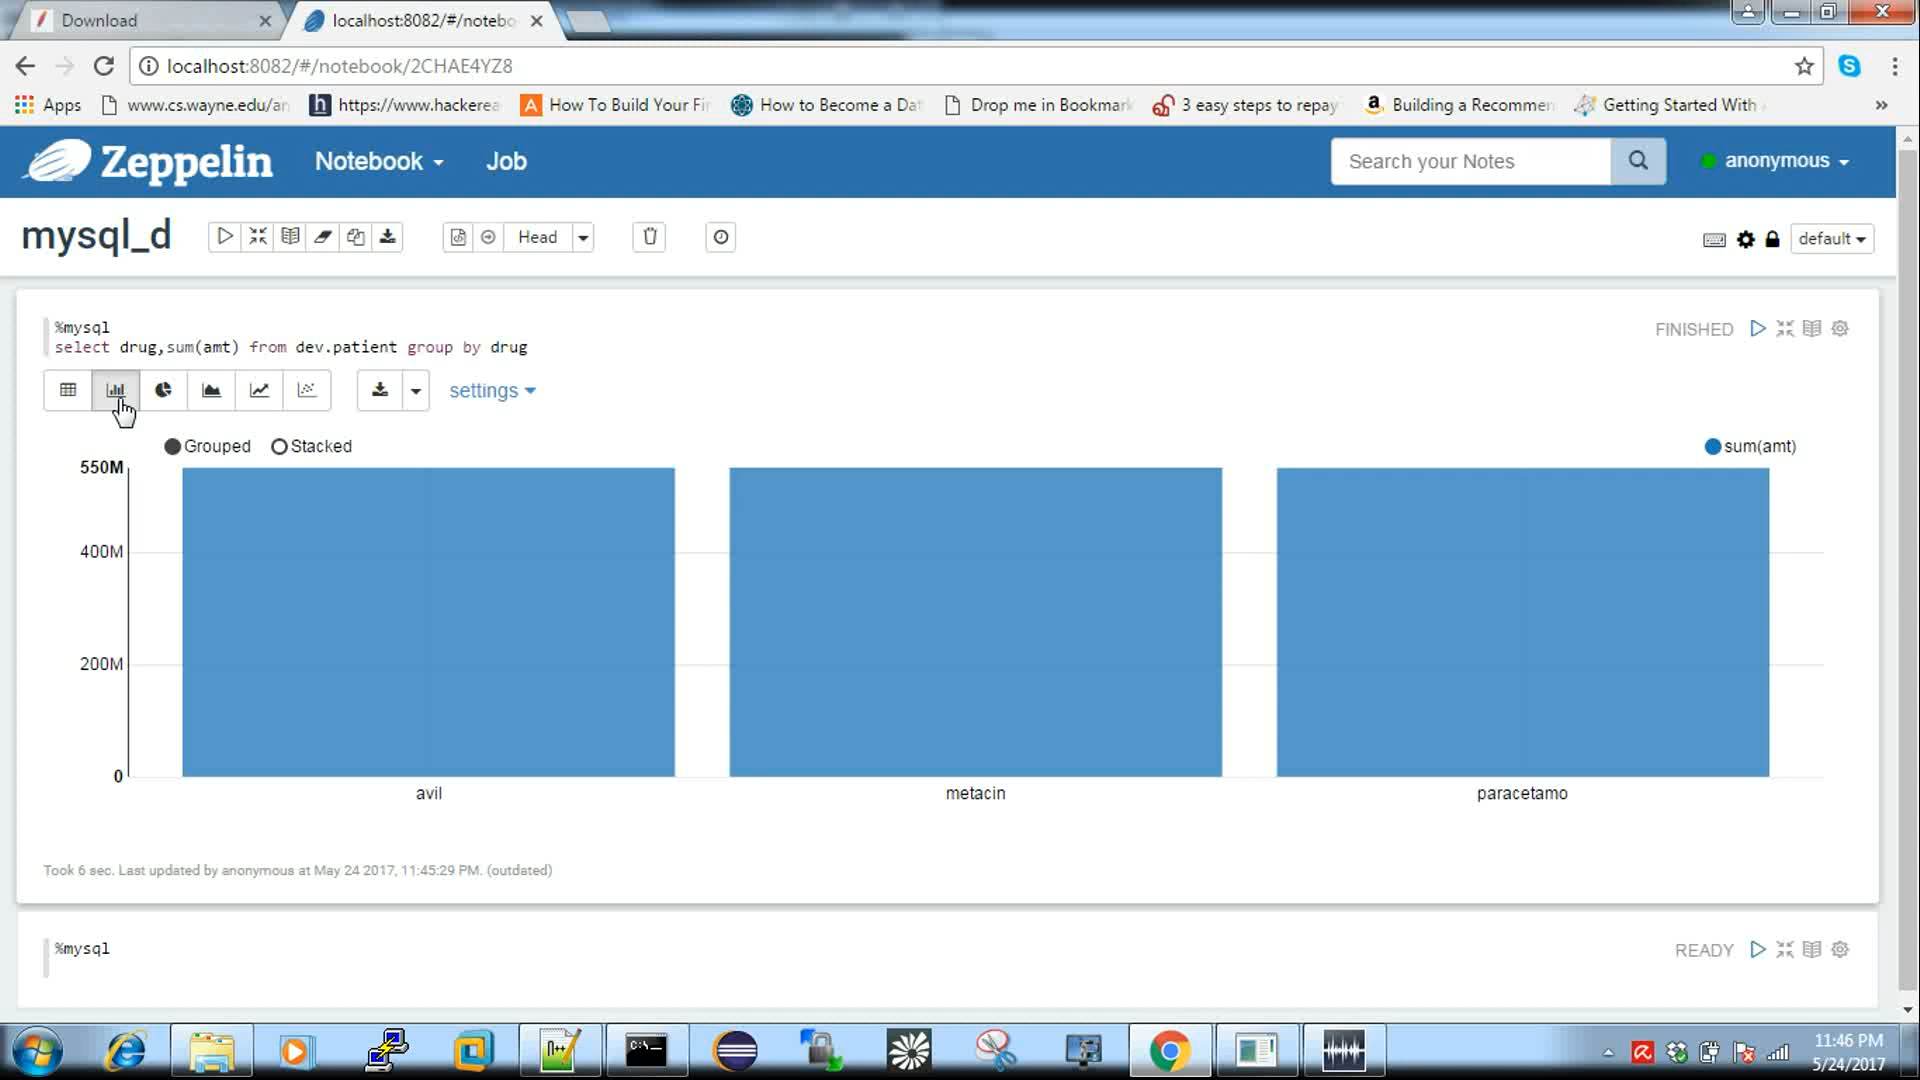 Download
localhost:8082/#/notebo
localhost:8082/#/notebook/2CHAE4YZ8
Apps www.cs.wayne.edu/an https://www.hackerea How To Build Your Fir How to Become a Dat Drop me in Bookmark 3 easy steps to repay Building a Recommen Getting Started With »
Zeppelin Notebook Job Search your Notes anonymous
mysql_d Head default
%mysql FINISHED
select drug,sum(amt) from dev.patient group by drug
settings
Grouped Stacked sum(amt)
550M
400M
200M
0
avil metacin paracetamo
Took 6 sec. Last updated by anonymous at May 24 2017, 11:45:29 PM. (outdated)
%mysql READY
N++ C:\
11:46 PM
5/24/2017